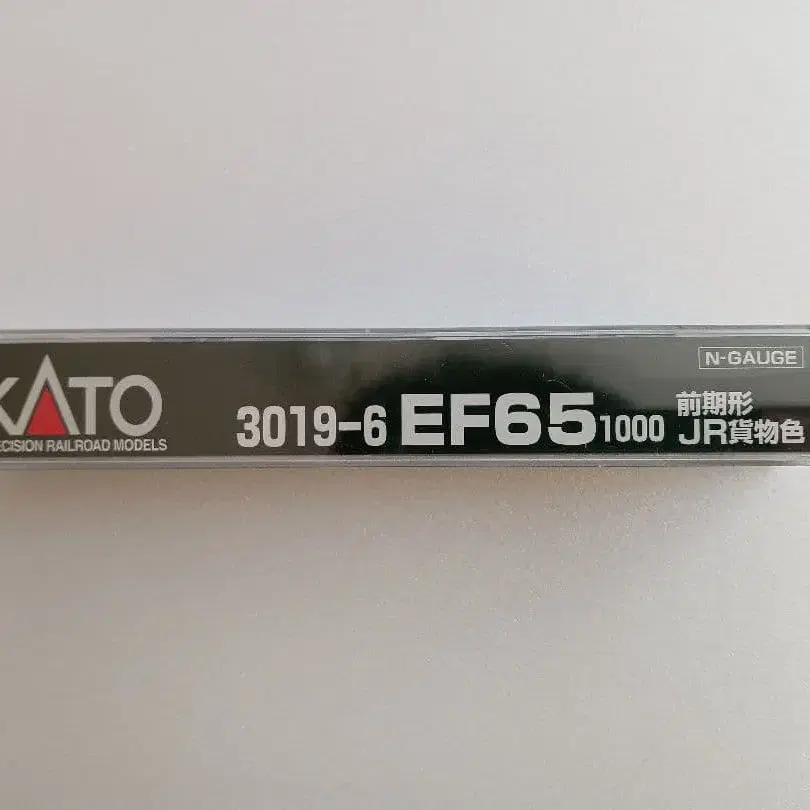 KATO
ECISION RAILROAD MODELS
3019-6 EF65 1000
前期形
JR貨物色
N-GAUGE